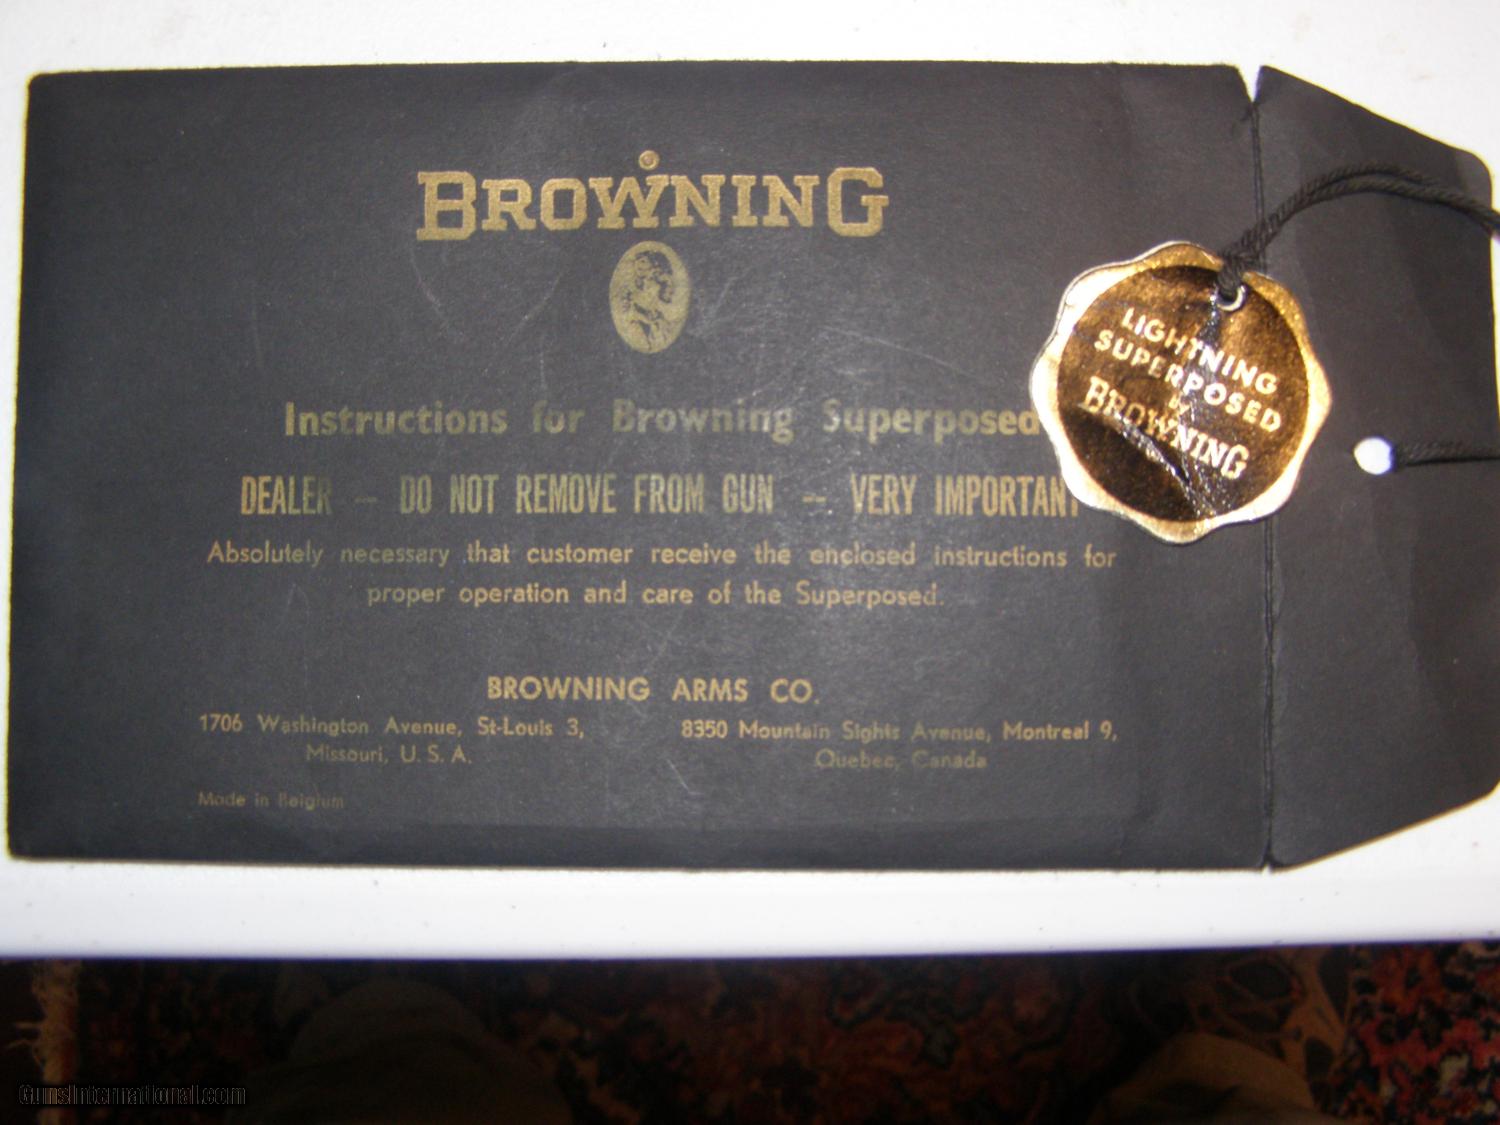 BROWNING
Instructions for Browning Superposed
DEALER -- DO NOT REMOVE FROM GUN -- VERY IMPORTANT
Absolutely necessary that customer receive the enclosed instructions for
proper operation and care of the Superposed.
BROWNING ARMS CO.
1706 Washington Avenue, St-Louis 3,
Missouri, U. S. A.
8350 Mountain Sights Avenue, Montreal 9,
Quebec, Canada
Made in Belgium
LIGHTNING
SUPERPOSED
by
BROWNING
GunsInternational.com